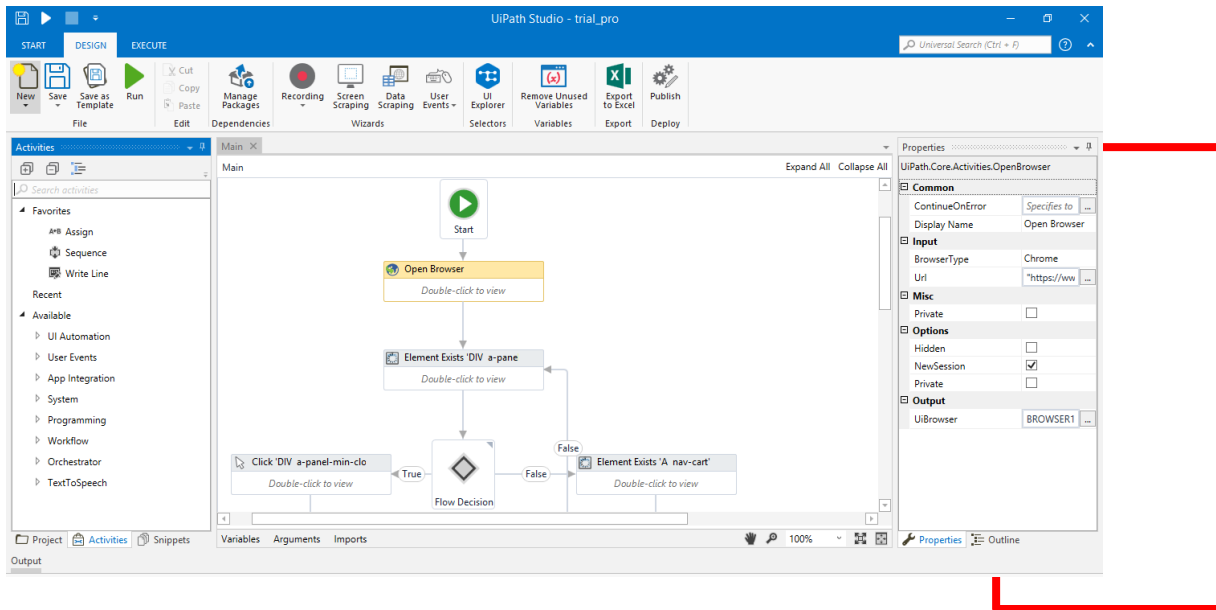 UiPath Studio - trial_pro
START DESIGN EXECUTE
Universal Search (Ctrl + F)
New
Save
Save as Template
Run
Cut
Copy
Paste
Manage Packages
Recording
Screen Scraping
Data Scraping
User Events
UI Explorer
Remove Unused Variables
Export to Excel
Publish
File Edit Dependencies Wizards Selectors Variables Export Deploy
Activities
Search activities
Favorites
A+B Assign
Sequence
Write Line
Recent
Available
UI Automation
User Events
App Integration
System
Programming
Workflow
Orchestrator
TextToSpeech
Project Activities Snippets
Output
Main
Main Expand All Collapse All
Start
Open Browser
Double-click to view
Element Exists 'DIV a-pane
Double-click to view
False
Click 'DIV a-panel-min-clo
Double-click to view
True
Flow Decision
False
Element Exists 'A nav-cart'
Double-click to view
Variables Arguments Imports
100%
Properties
UiPath.Core.Activities.OpenBrowser
Common
ContinueOnError Specifies to ...
Display Name Open Browser
Input
BrowserType Chrome
Url "https://ww ...
Misc
Private
Options
Hidden
NewSession
Private
Output
UiBrowser BROWSER1 ...
Properties Outline